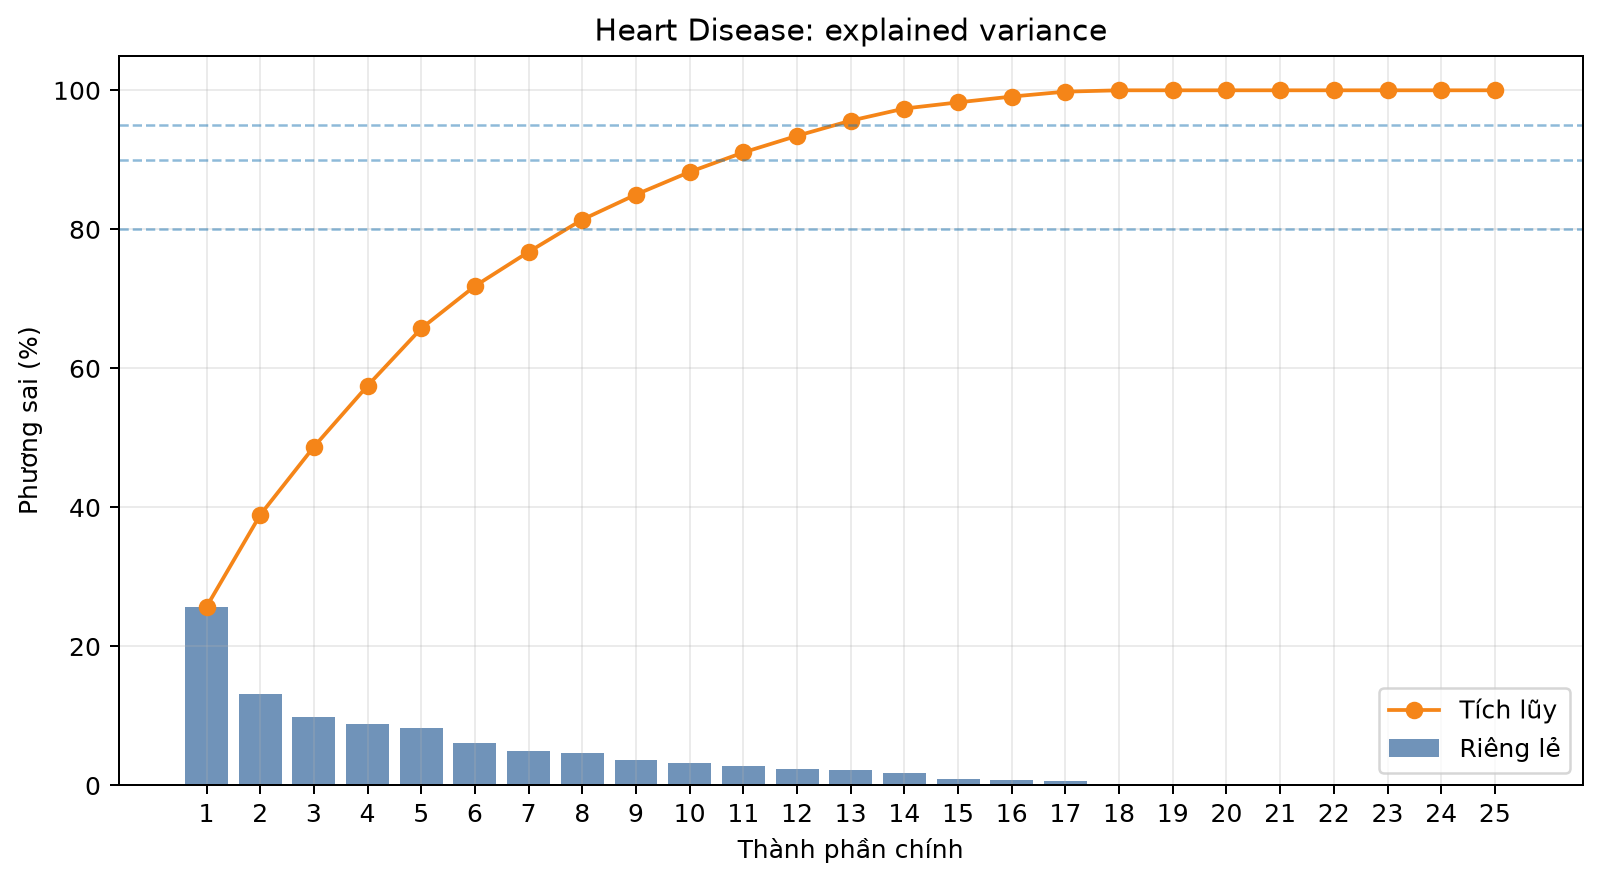 Heart Disease: explained variance
Phương sai (%)
100
80
60
40
20
0
Tích lũy
Riêng lẻ
1 2 3 4 5 6 7 8 9 10 11 12 13 14 15 16 17 18 19 20 21 22 23 24 25
Thành phần chính